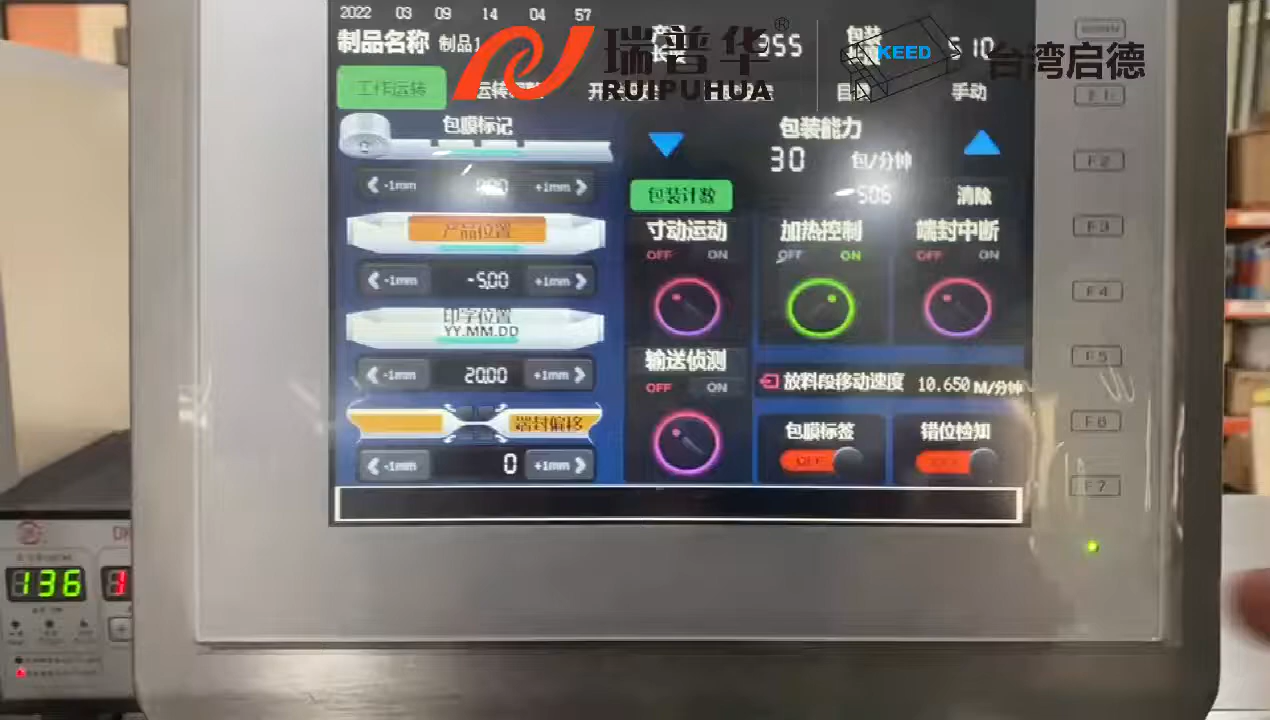 2022 03 09 14 04 57
制品名称 制品1
瑞普华®
RUIPUHUA
KEED
台湾启德
355
510
工作运转
手动
包膜标记
-1mm
+1mm
产品位置
-1mm -5.00 +1mm
印字位置
YY.MM.DD
-1mm 20.00 +1mm
端封偏移
-1mm 0 +1mm
包装能力
30 包/分钟
包装计数
506 清除
寸动运动
OFF ON
加热控制
OFF ON
端封中断
OFF ON
输送侦测
OFF ON
放料段移动速度 10.650 M/分钟
包膜标签
OFF
错位检知
F2
F3
F4
F5
F6
F7
136